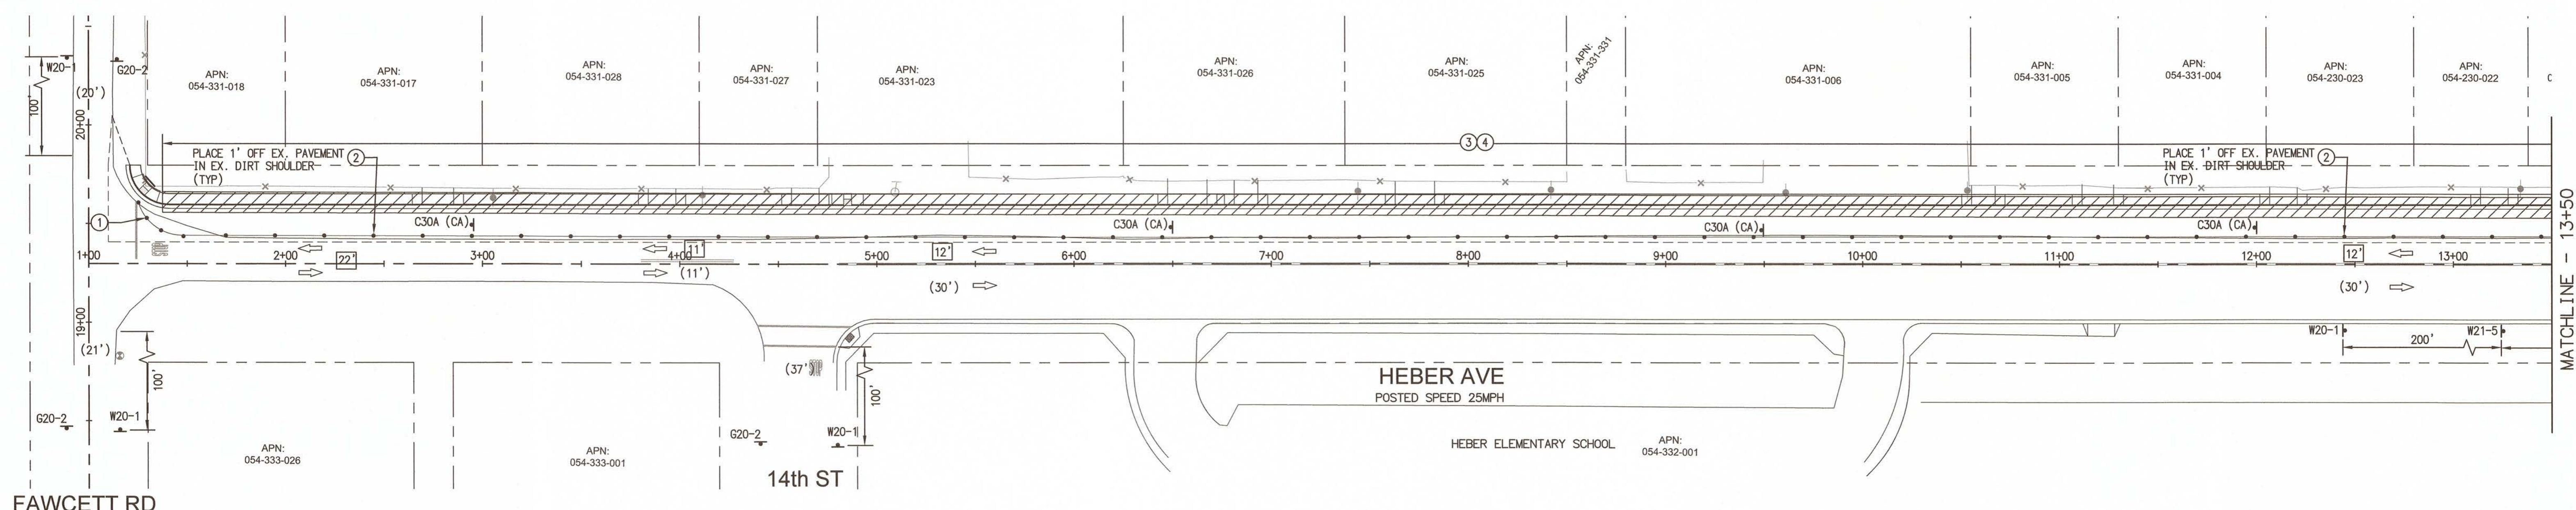 W20-1
G20-2
100'
(20')
20+00
APN:
054-331-018
APN:
054-331-017
APN:
054-331-028
APN:
054-331-027
APN:
054-331-023
APN:
054-331-026
APN:
054-331-025
APN:
054-331-331
APN:
054-331-006
APN:
054-331-005
APN:
054-331-004
APN:
054-230-023
APN:
054-230-022
3 4
PLACE 1' OFF EX. PAVEMENT 2
IN EX. DIRT SHOULDER
(TYP)
PLACE 1' OFF EX. PAVEMENT 2
IN EX. DIRT SHOULDER
(TYP)
1
C30A (CA)
C30A (CA)
C30A (CA)
C30A (CA)
1+00
2+00
22'
3+00
4+00
11'
(11')
5+00
12'
6+00
7+00
8+00
9+00
10+00
11+00
12+00
12'
13+00
(30')
(30')
MATCHLINE - 13+50
19+00
(21')
100'
(37')
100'
W20-1
W21-5
200'
HEBER AVE
POSTED SPEED 25MPH
G20-2
W20-1
G20-2
W20-1
APN:
054-333-026
APN:
054-333-001
14th ST
HEBER ELEMENTARY SCHOOL
APN:
054-332-001
FAWCETT RD